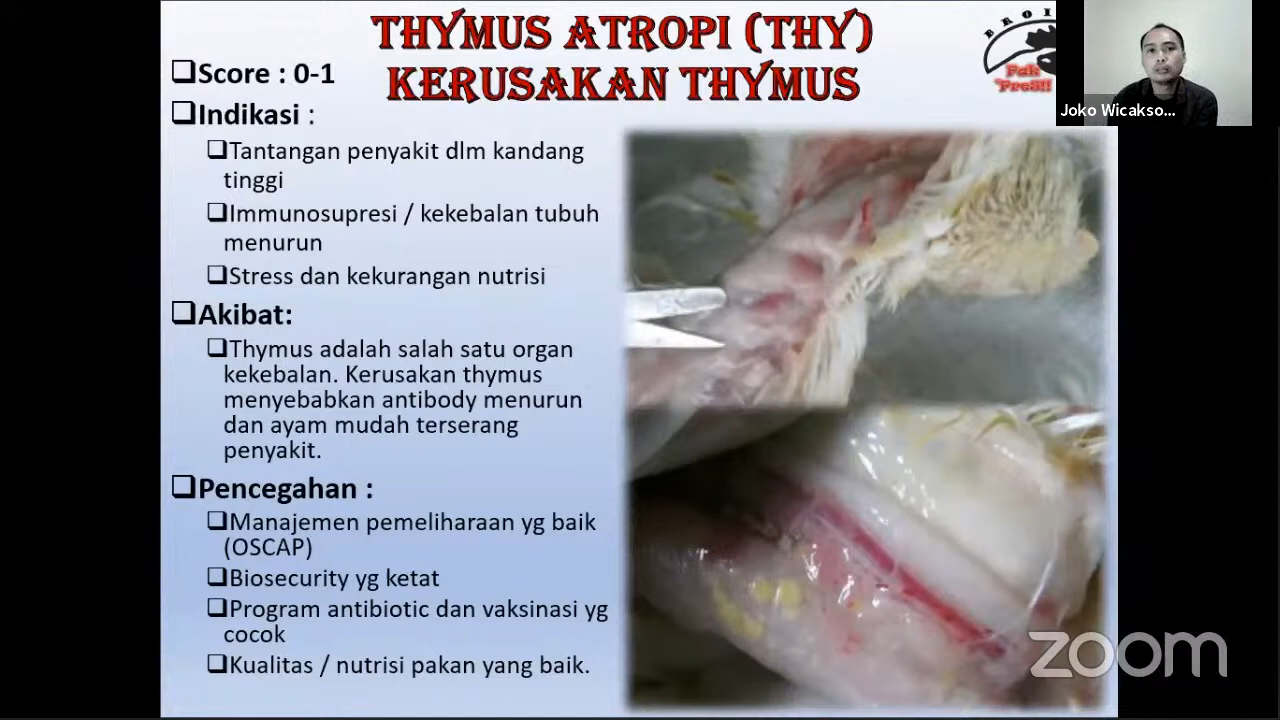 THYMUS ATROPI (THY)
KERUSAKAN THYMUS
Score : 0-1
Indikasi :
Tantangan penyakit dlm kandang
tinggi
Immunosupresi / kekebalan tubuh
menurun
Stress dan kekurangan nutrisi
Akibat:
Thymus adalah salah satu organ
kekebalan. Kerusakan thymus
menyebabkan antibody menurun
dan ayam mudah terserang
penyakit.
Pencegahan :
Manajemen pemeliharaan yg baik
(OSCAP)
Biosecurity yg ketat
Program antibiotic dan vaksinasi yg
cocok
Kualitas / nutrisi pakan yang baik.
BROI
Pak
Joko Wicakso...
zoom